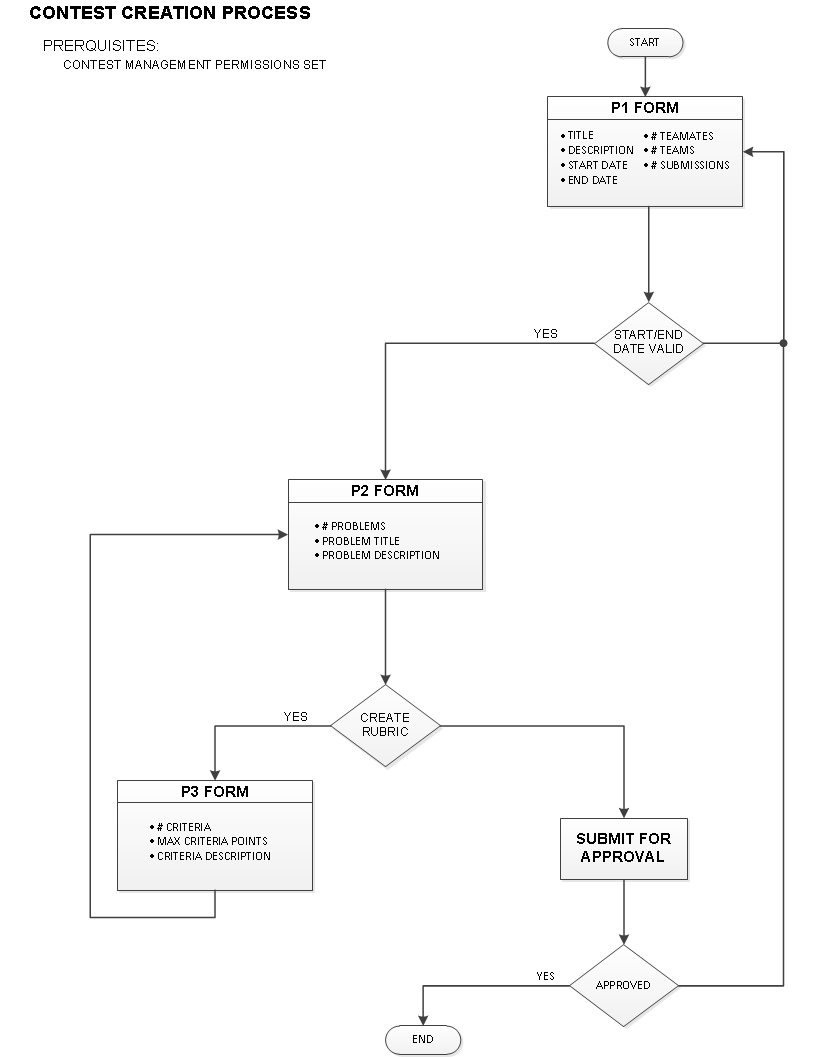 CONTEST CREATION PROCESS
PRERQUISITES:
CONTEST MANAGEMENT PERMISSIONS SET
START
P1 FORM
• TITLE
• DESCRIPTION
• START DATE
• END DATE
• # TEAMATES
• # TEAMS
• # SUBMISSIONS
START/END
DATE VALID
YES
P2 FORM
• # PROBLEMS
• PROBLEM TITLE
• PROBLEM DESCRIPTION
CREATE
RUBRIC
YES
P3 FORM
• # CRITERIA
• MAX CRITERIA POINTS
• CRITERIA DESCRIPTION
SUBMIT FOR
APPROVAL
APPROVED
YES
END